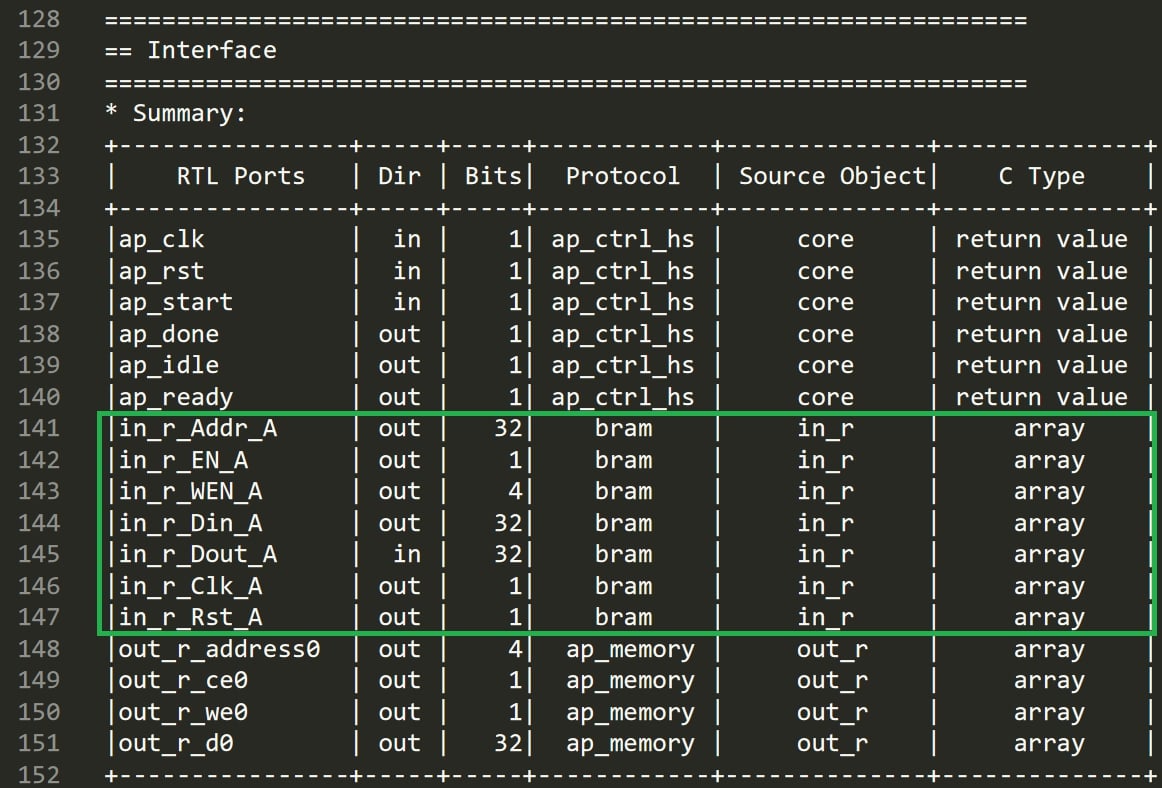 128 ================================================================
129 == Interface
130 ================================================================
131 * Summary:
132 +----------------+-----+-----+------------+--------------+--------------+
133 |    RTL Ports   | Dir | Bits|  Protocol  | Source Object|    C Type    |
134 +----------------+-----+-----+------------+--------------+--------------+
135 |ap_clk          |  in |    1| ap_ctrl_hs |     core     | return value |
136 |ap_rst          |  in |    1| ap_ctrl_hs |     core     | return value |
137 |ap_start        |  in |    1| ap_ctrl_hs |     core     | return value |
138 |ap_done         | out |    1| ap_ctrl_hs |     core     | return value |
139 |ap_idle         | out |    1| ap_ctrl_hs |     core     | return value |
140 |ap_ready        | out |    1| ap_ctrl_hs |     core     | return value |
141 |in_r_Addr_A     | out |   32|    bram    |     in_r     |     array    |
142 |in_r_EN_A       | out |    1|    bram    |     in_r     |     array    |
143 |in_r_WEN_A      | out |    4|    bram    |     in_r     |     array    |
144 |in_r_Din_A      | out |   32|    bram    |     in_r     |     array    |
145 |in_r_Dout_A     |  in |   32|    bram    |     in_r     |     array    |
146 |in_r_Clk_A      | out |    1|    bram    |     in_r     |     array    |
147 |in_r_Rst_A      | out |    1|    bram    |     in_r     |     array    |
148 |out_r_address0  | out |    4|  ap_memory |     out_r    |     array    |
149 |out_r_ce0       | out |    1|  ap_memory |     out_r    |     array    |
150 |out_r_we0       | out |    1|  ap_memory |     out_r    |     array    |
151 |out_r_d0        | out |   32|  ap_memory |     out_r    |     array    |
152 +----------------+-----+-----+------------+--------------+--------------+